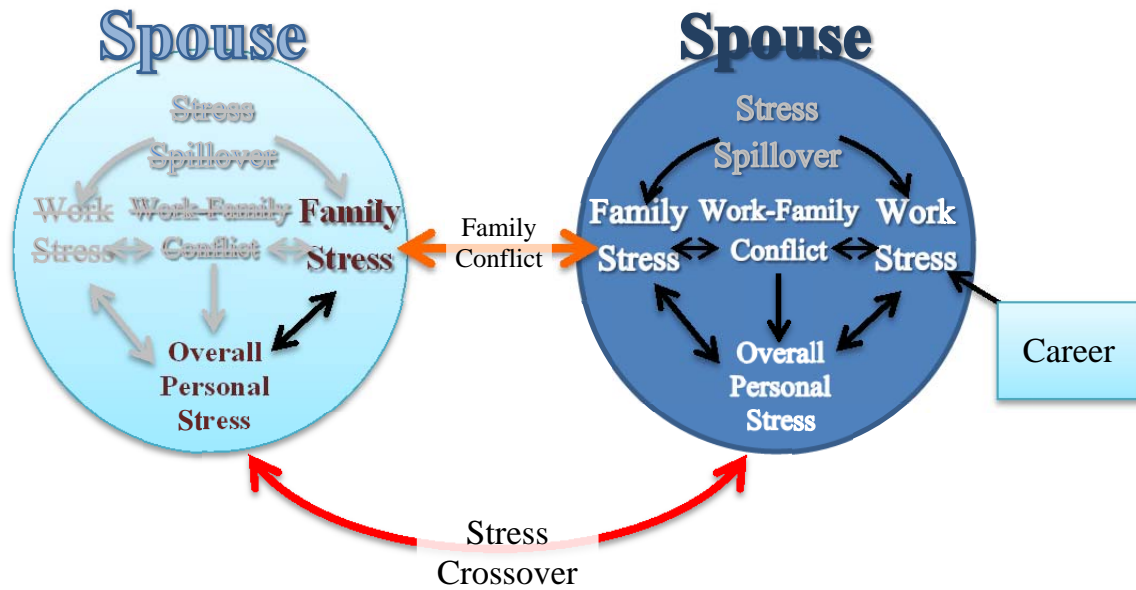 Spouse
Stress
Spillover
Work Work-Family Family
Stress Conflict Stress
Overall
Personal
Stress
Family
Conflict
Spouse
Stress
Spillover
Family Work-Family Work
Stress Conflict Stress
Overall
Personal
Stress
Career
Stress
Crossover